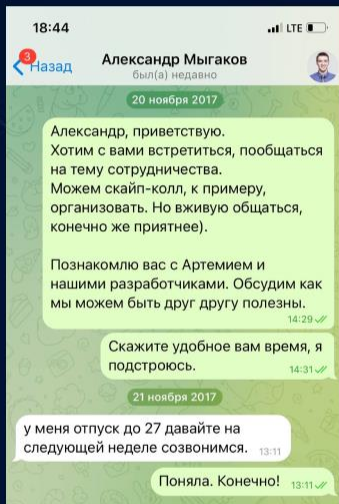 18:44
LTE
3
Назад
Александр Мыгаков
был(а) недавно
20 ноября 2017
Александр, приветствую.
Хотим с вами встретиться, пообщаться
на тему сотрудничества.
Можем скайп-колл, к примеру,
организовать. Но вживую общаться,
конечно же приятнее).
Познакомлю вас с Артемием и
нашими разработчиками. Обсудим как
мы можем быть друг другу полезны.
14:29
Скажите удобное вам время, я
подстроюсь.
14:31
21 ноября 2017
у меня отпуск до 27 давайте на
следующей неделе созвонимся.
13:11
Поняла. Конечно!
13:11